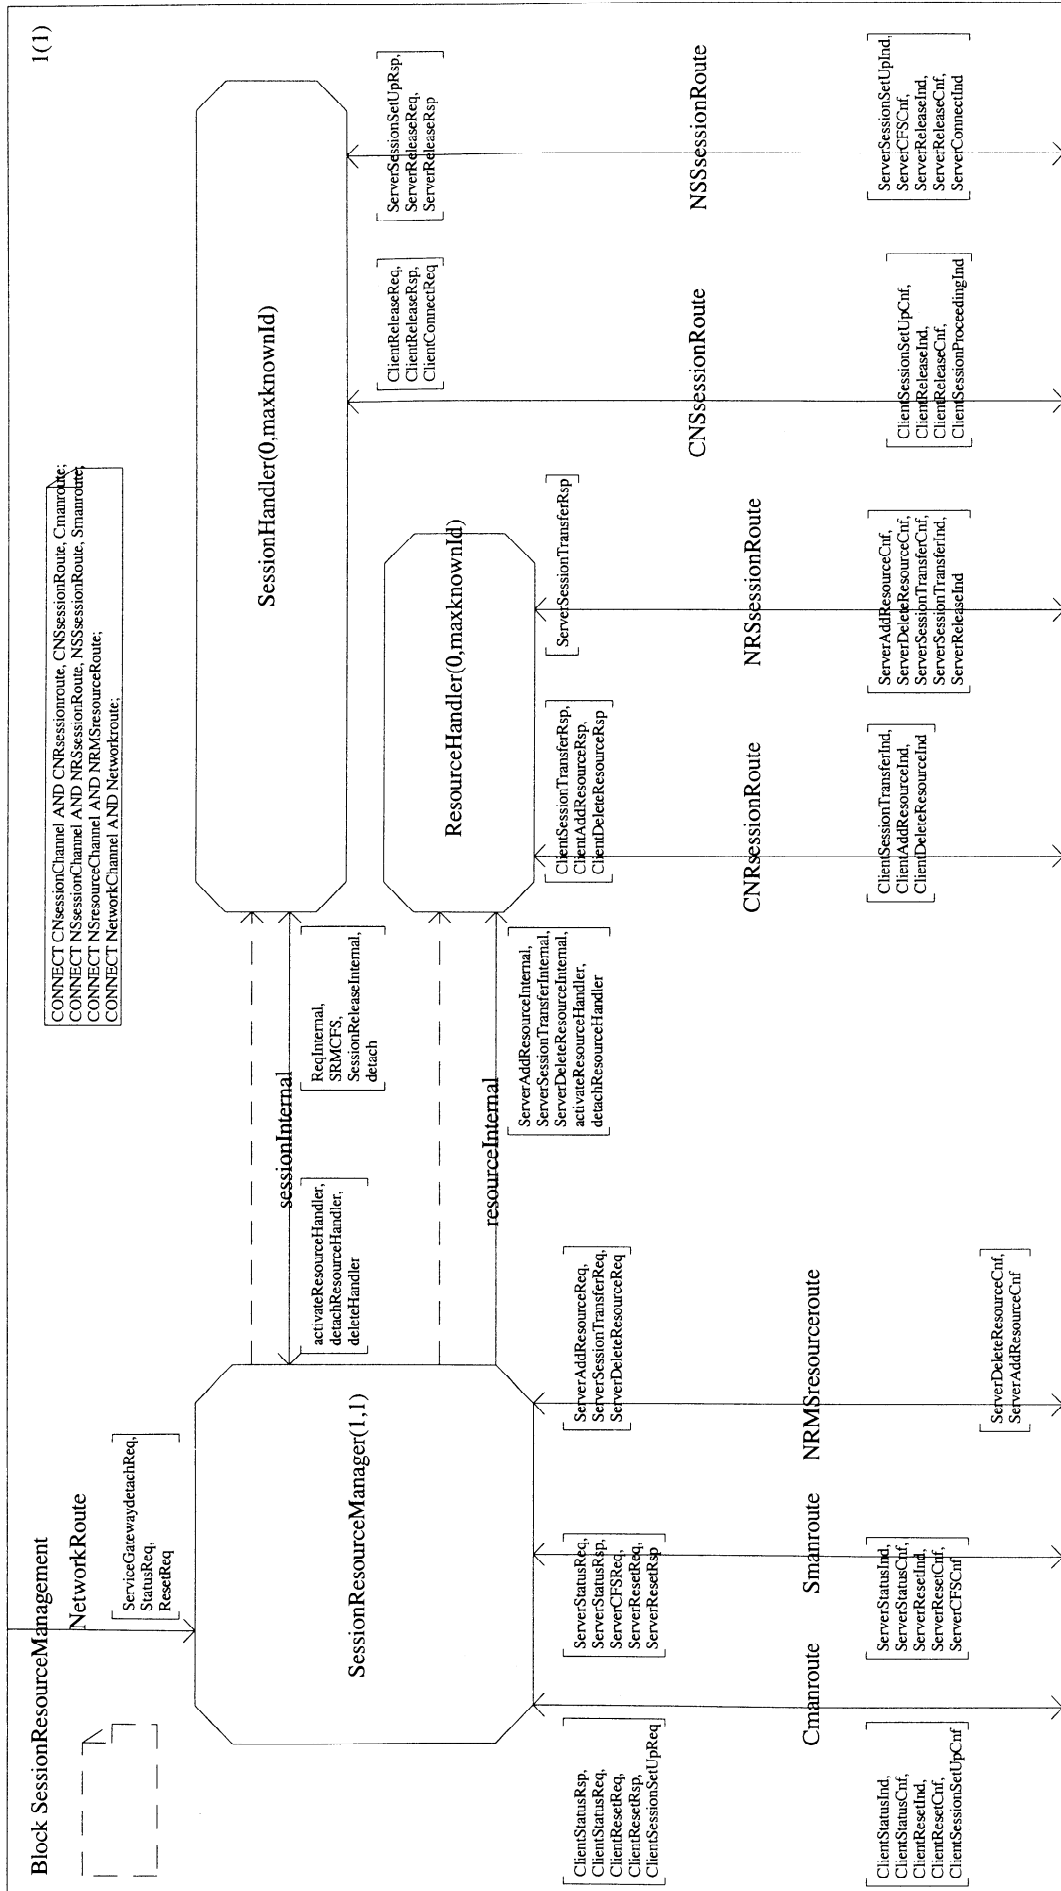 Block SessionResourceManagement
1(1)
CONNECT CNsessionChannel AND CNRsessionroute, CNSsessionRoute, Cmanroute;
CONNECT NSsessionChannel AND NRSsessionRoute, NSSsessionRoute, Smanroute;
CONNECT NSresourceChannel AND NRMSresourceRoute;
CONNECT NetworkChannel AND Networkroute;
NetworkRoute
ServiceGatewaydetachReq,
StatusReq,
ResetReq
SessionResourceManager(1,1)
SessionHandler(0,maxknownId)
ResourceHandler(0,maxknownId)
sessionInternal
activateResourceHandler,
detachResourceHandler,
deleteHandler
ReqInternal,
SRMCFS,
SessionReleaseInternal,
detach
resourceInternal
ServerAddResourceInternal,
ServerSessionTransferInternal,
ServerDeleteResourceInternal,
activateResourceHandler,
detachResourceHandler
ClientStatusRsp,
ClientStatusReq,
ClientResetReq,
ClientResetRsp,
ClientSessionSetUpReq
Cmanroute
ClientStatusInd,
ClientStatusCnf,
ClientResetInd,
ClientResetCnf,
ClientSessionSetUpCnf
ServerStatusReq,
ServerStatusRsp,
ServerCFSReq,
ServerResetReq,
ServerResetRsp
Smanroute
ServerStatusInd,
ServerStatusCnf,
ServerResetInd,
ServerResetCnf,
ServerCFSCnf
ServerAddResourceReq,
ServerSessionTransferReq,
ServerDeleteResourceReq
NRMSresourceroute
ServerDeleteResourceCnf,
ServerAddResourceCnf
ClientSessionTransferRsp,
ClientAddResourceRsp,
ClientDeleteResourceRsp
CNRsessionRoute
ClientSessionTransferInd,
ClientAddResourceInd,
ClientDeleteResourceInd
ServerSessionTransferRsp
NRSsessionRoute
ServerAddResourceCnf,
ServerDeleteResourceCnf,
ServerSessionTransferCnf,
ServerSessionTransferInd,
ServerReleaseInd
ClientReleaseReq,
ClientReleaseRsp,
ClientConnectReq
CNSsessionRoute
ClientSessionSetUpCnf,
ClientReleaseInd,
ClientReleaseCnf,
ClientSessionProceedingInd
ServerSessionSetUpRsp,
ServerReleaseReq,
ServerReleaseRsp
NSSsessionRoute
ServerSessionSetUpInd,
ServerCFSCnf,
ServerReleaseInd,
ServerReleaseCnf,
ServerConnectInd